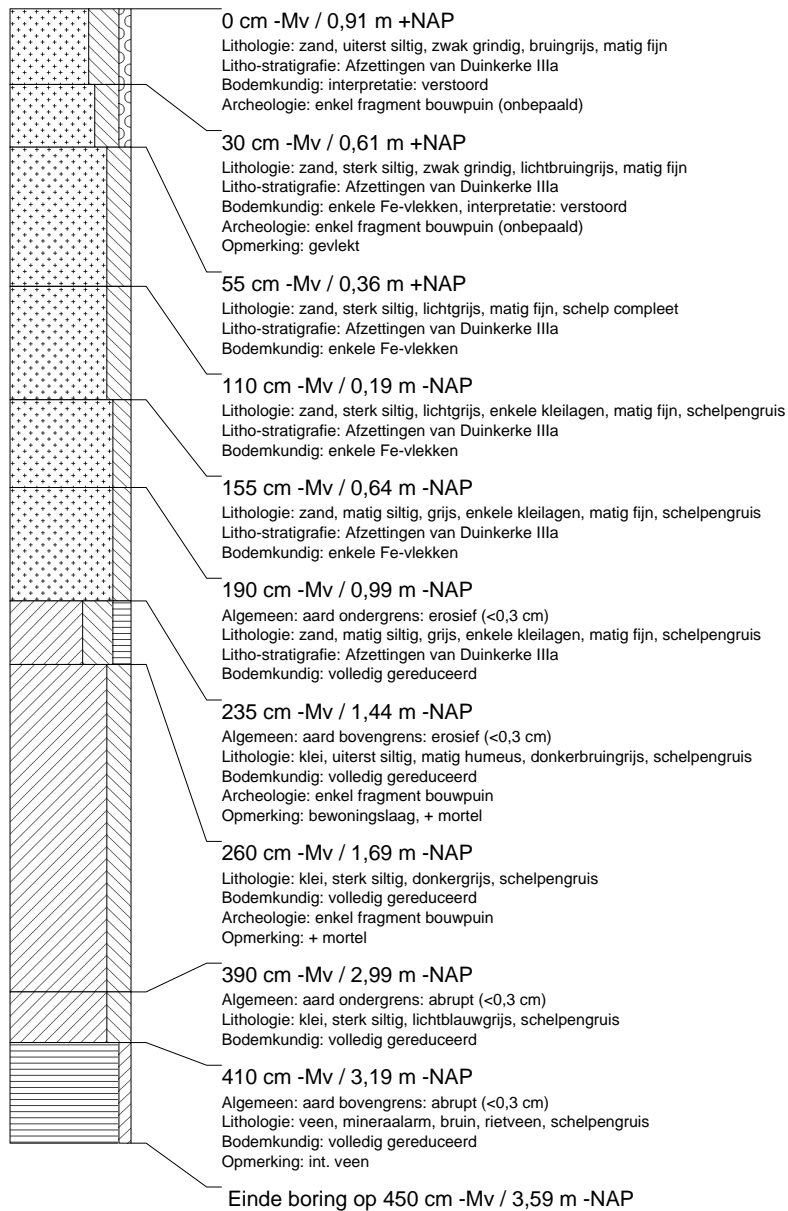 0 cm -Mv / 0,91 m +NAP
Lithologie: zand, uiterst siltig, zwak grindig, bruingrijs, matig fijn
Litho-stratigrafie: Afzettingen van Duinkerke IIIa
Bodemkundig: interpretatie: verstoord
Archeologie: enkel fragment bouwpuin (onbepaald)
30 cm -Mv / 0,61 m +NAP
Lithologie: zand, sterk siltig, zwak grindig, lichtbruingrijs, matig fijn
Litho-stratigrafie: Afzettingen van Duinkerke IIIa
Bodemkundig: enkele Fe-vlekken, interpretatie: verstoord
Archeologie: enkel fragment bouwpuin (onbepaald)
Opmerking: gevlekt
55 cm -Mv / 0,36 m +NAP
Lithologie: zand, sterk siltig, lichtgrijs, matig fijn, schelp compleet
Litho-stratigrafie: Afzettingen van Duinkerke IIIa
Bodemkundig: enkele Fe-vlekken
110 cm -Mv / 0,19 m -NAP
Lithologie: zand, sterk siltig, lichtgrijs, enkele kleilagen, matig fijn, schelpengruis
Litho-stratigrafie: Afzettingen van Duinkerke IIIa
Bodemkundig: enkele Fe-vlekken
155 cm -Mv / 0,64 m -NAP
Lithologie: zand, matig siltig, grijs, enkele kleilagen, matig fijn, schelpengruis
Litho-stratigrafie: Afzettingen van Duinkerke IIIa
Bodemkundig: enkele Fe-vlekken
190 cm -Mv / 0,99 m -NAP
Algemeen: aard ondergrens: erosief (<0,3 cm)
Lithologie: zand, matig siltig, grijs, enkele kleilagen, matig fijn, schelpengruis
Litho-stratigrafie: Afzettingen van Duinkerke IIIa
Bodemkundig: volledig gereduceerd
235 cm -Mv / 1,44 m -NAP
Algemeen: aard bovengrens: erosief (<0,3 cm)
Lithologie: klei, uiterst siltig, matig humeus, donkerbruingrijs, schelpengruis
Bodemkundig: volledig gereduceerd
Archeologie: enkel fragment bouwpuin
Opmerking: bewoningslaag, + mortel
260 cm -Mv / 1,69 m -NAP
Lithologie: klei, sterk siltig, donkergrijs, schelpengruis
Bodemkundig: volledig gereduceerd
Archeologie: enkel fragment bouwpuin
Opmerking: + mortel
390 cm -Mv / 2,99 m -NAP
Algemeen: aard ondergrens: abrupt (<0,3 cm)
Lithologie: klei, sterk siltig, lichtblauwgrijs, schelpengruis
Bodemkundig: volledig gereduceerd
410 cm -Mv / 3,19 m -NAP
Algemeen: aard bovengrens: abrupt (<0,3 cm)
Lithologie: veen, mineraalarm, bruin, rietveen, schelpengruis
Bodemkundig: volledig gereduceerd
Opmerking: int. veen
Einde boring op 450 cm -Mv / 3,59 m -NAP